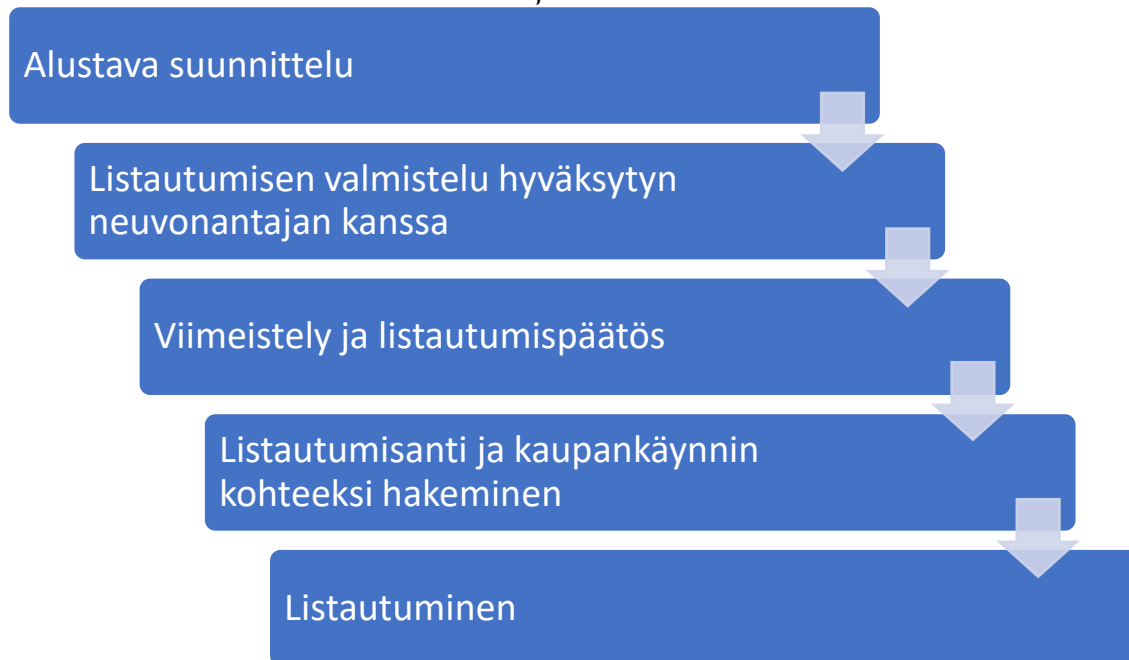 Alustava suunnittelu
Listautumisen valmistelu hyväksytyn
neuvonantajan kanssa
Viimeistely ja listautumispäätös
Listautumisanti ja kaupankäynnin
kohteeksi hakeminen
Listautuminen